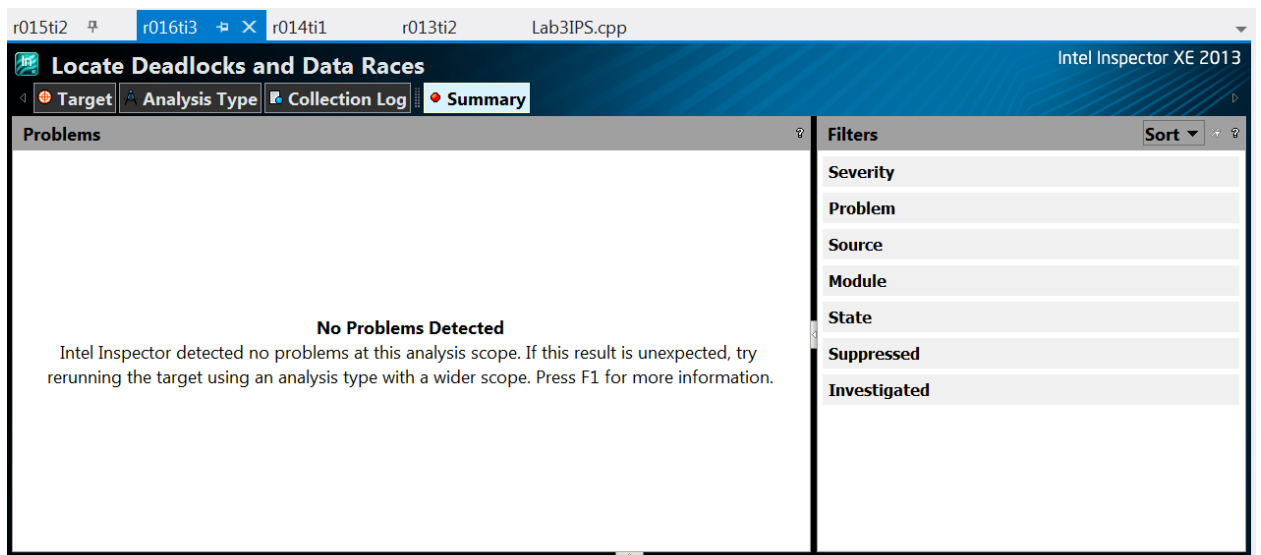 r015ti2 r016ti3 r014ti1 r013ti2 Lab3IPS.cpp
Locate Deadlocks and Data Races
Intel Inspector XE 2013
Target Analysis Type Collection Log Summary
Problems ?
Filters Sort ?
Severity
Problem
Source
Module
State
Suppressed
Investigated
No Problems Detected
Intel Inspector detected no problems at this analysis scope. If this result is unexpected, try
rerunning the target using an analysis type with a wider scope. Press F1 for more information.